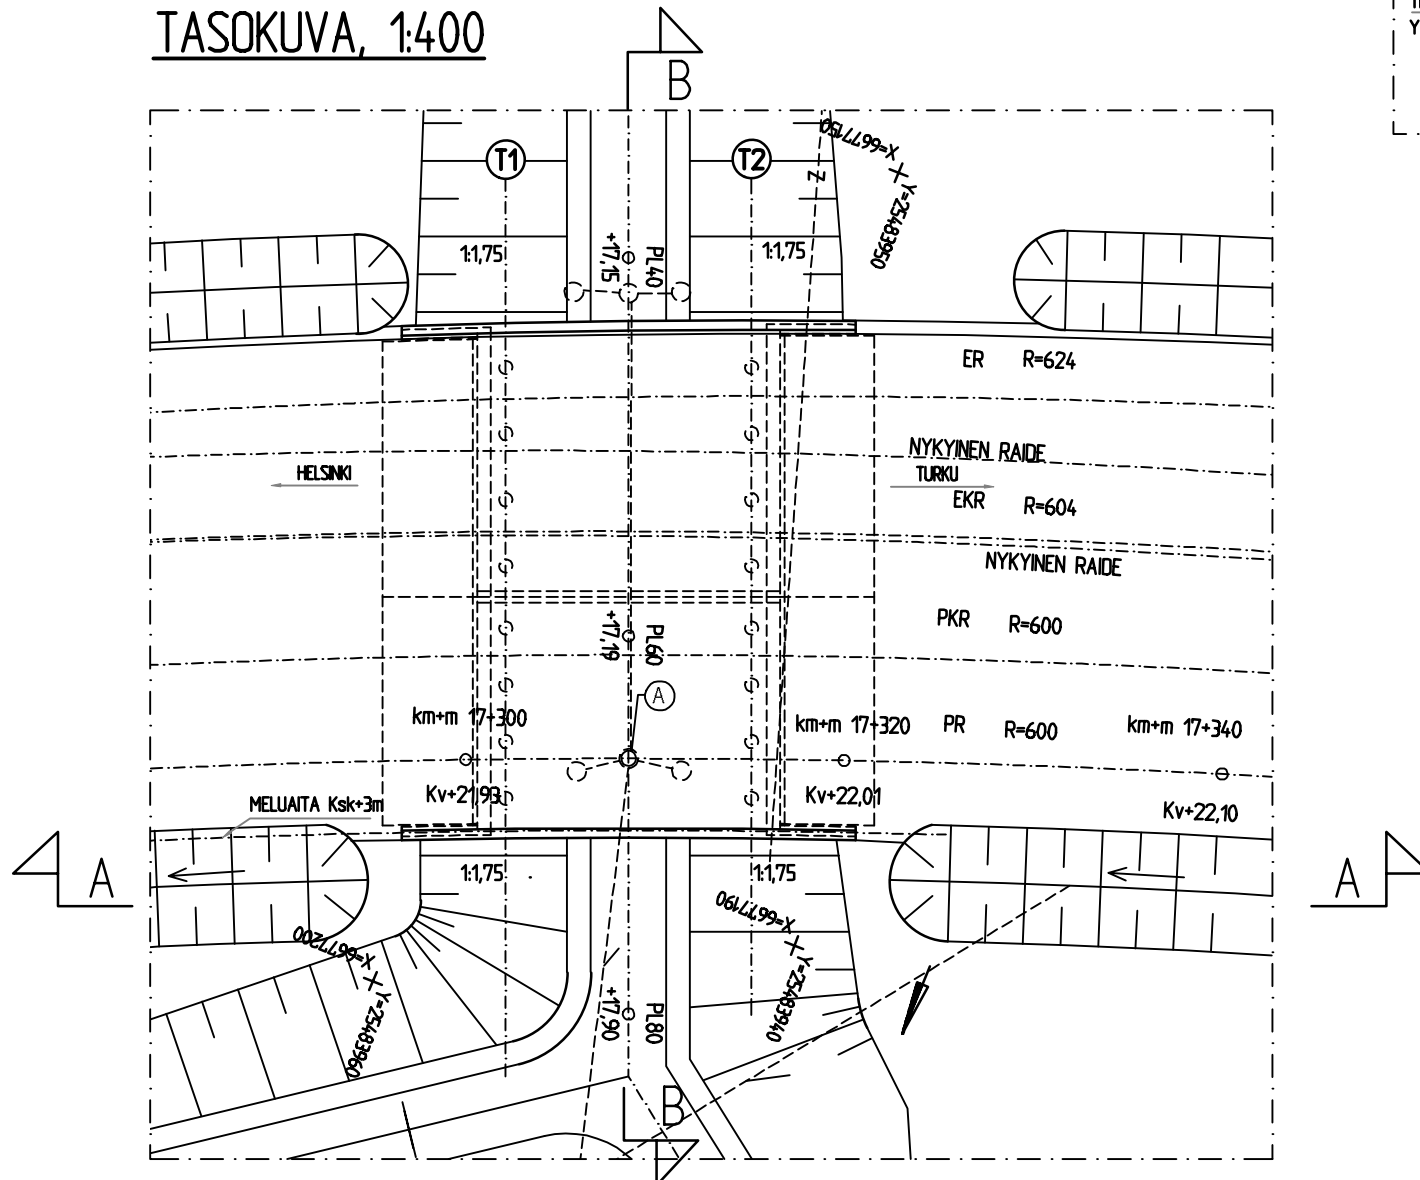 TASOKUVA, 1:400
Y
B
T1
T2
X=6677150
Y=25483950
Z
1:1,75
+17,15
PL40
1:1,75
ER R=624
NYKYINEN RAIDE
HELSINKI
TURKU
EKR R=604
NYKYINEN RAIDE
+17,19
PL60
PKR R=600
A
km+m 17+300
km+m 17+320
PR R=600
km+m 17+340
Kv+21,93
Kv+22,01
MELUAITA Ksk+3m
Kv+22,10
A
1:1,75
1:1,75
A
X=6677190
Y=25483940
X=6677200
Y=25483960
+17,90
PL80
B